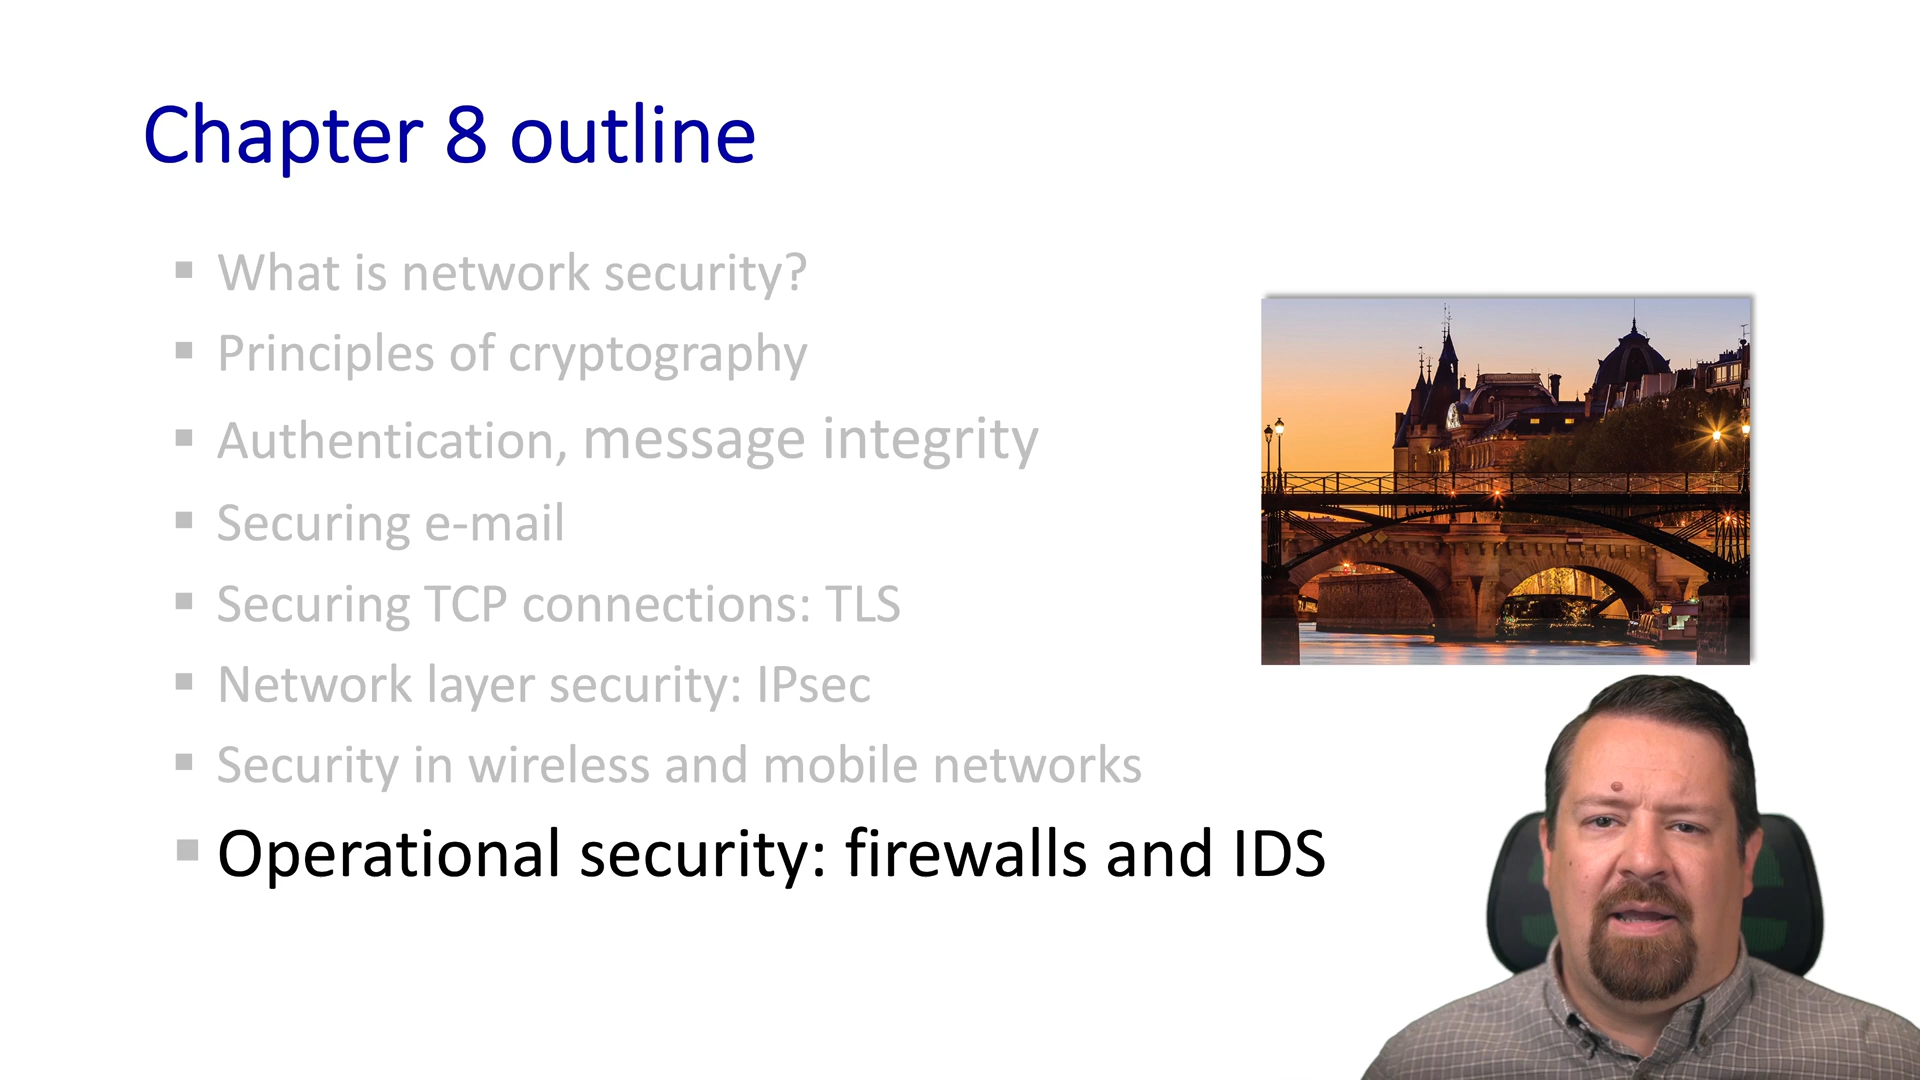 Chapter 8 outline
What is network security?
Principles of cryptography
Authentication, message integrity
Securing e-mail
Securing TCP connections: TLS
Network layer security: IPsec
Security in wireless and mobile networks
Operational security: firewalls and IDS